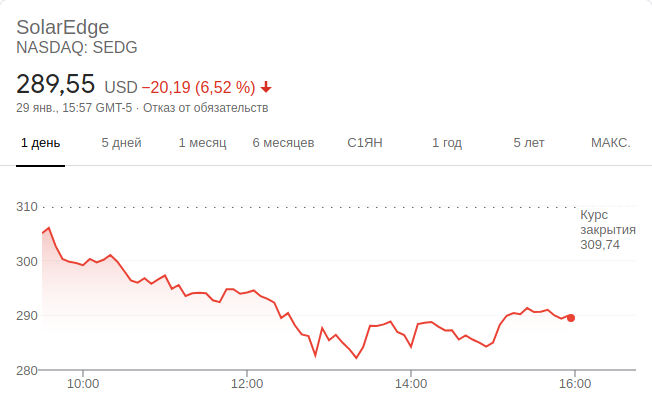 SolarEdge
NASDAQ: SEDG
289,55 USD −20,19 (6,52 %)
29 янв., 15:57 GMT-5 · Отказ от обязательств
1 день 5 дней 1 месяц 6 месяцев С1ЯН 1 год 5 лет МАКС.
310
Курс
закрытия
309,74
300
290
280
10:00 12:00 14:00 16:00